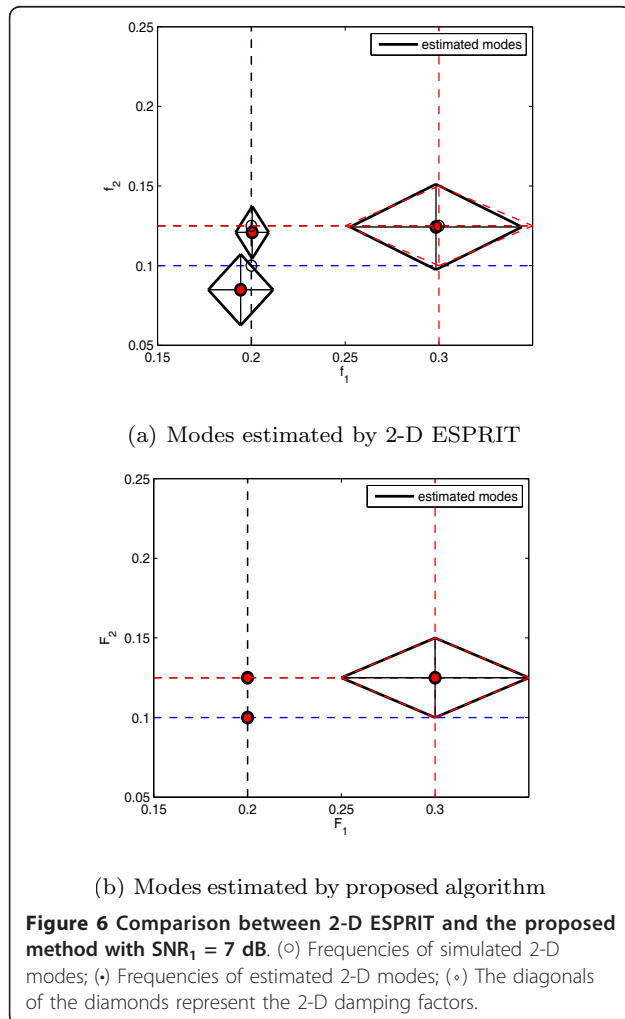 0.25
estimated modes
0.2
f_2
0.15
0.1
0.05
0.15 0.2 0.25 0.3
f_1
(a) Modes estimated by 2-D ESPRIT
0.25
estimated modes
0.2
F_2
0.15
0.1
0.05
0.15 0.2 0.25 0.3
F_1
(b) Modes estimated by proposed algorithm
Figure 6 Comparison between 2-D ESPRIT and the proposed
method with SNR₁ = 7 dB. (○) Frequencies of simulated 2-D
modes; (•) Frequencies of estimated 2-D modes; (⋄) The diagonals
of the diamonds represent the 2-D damping factors.